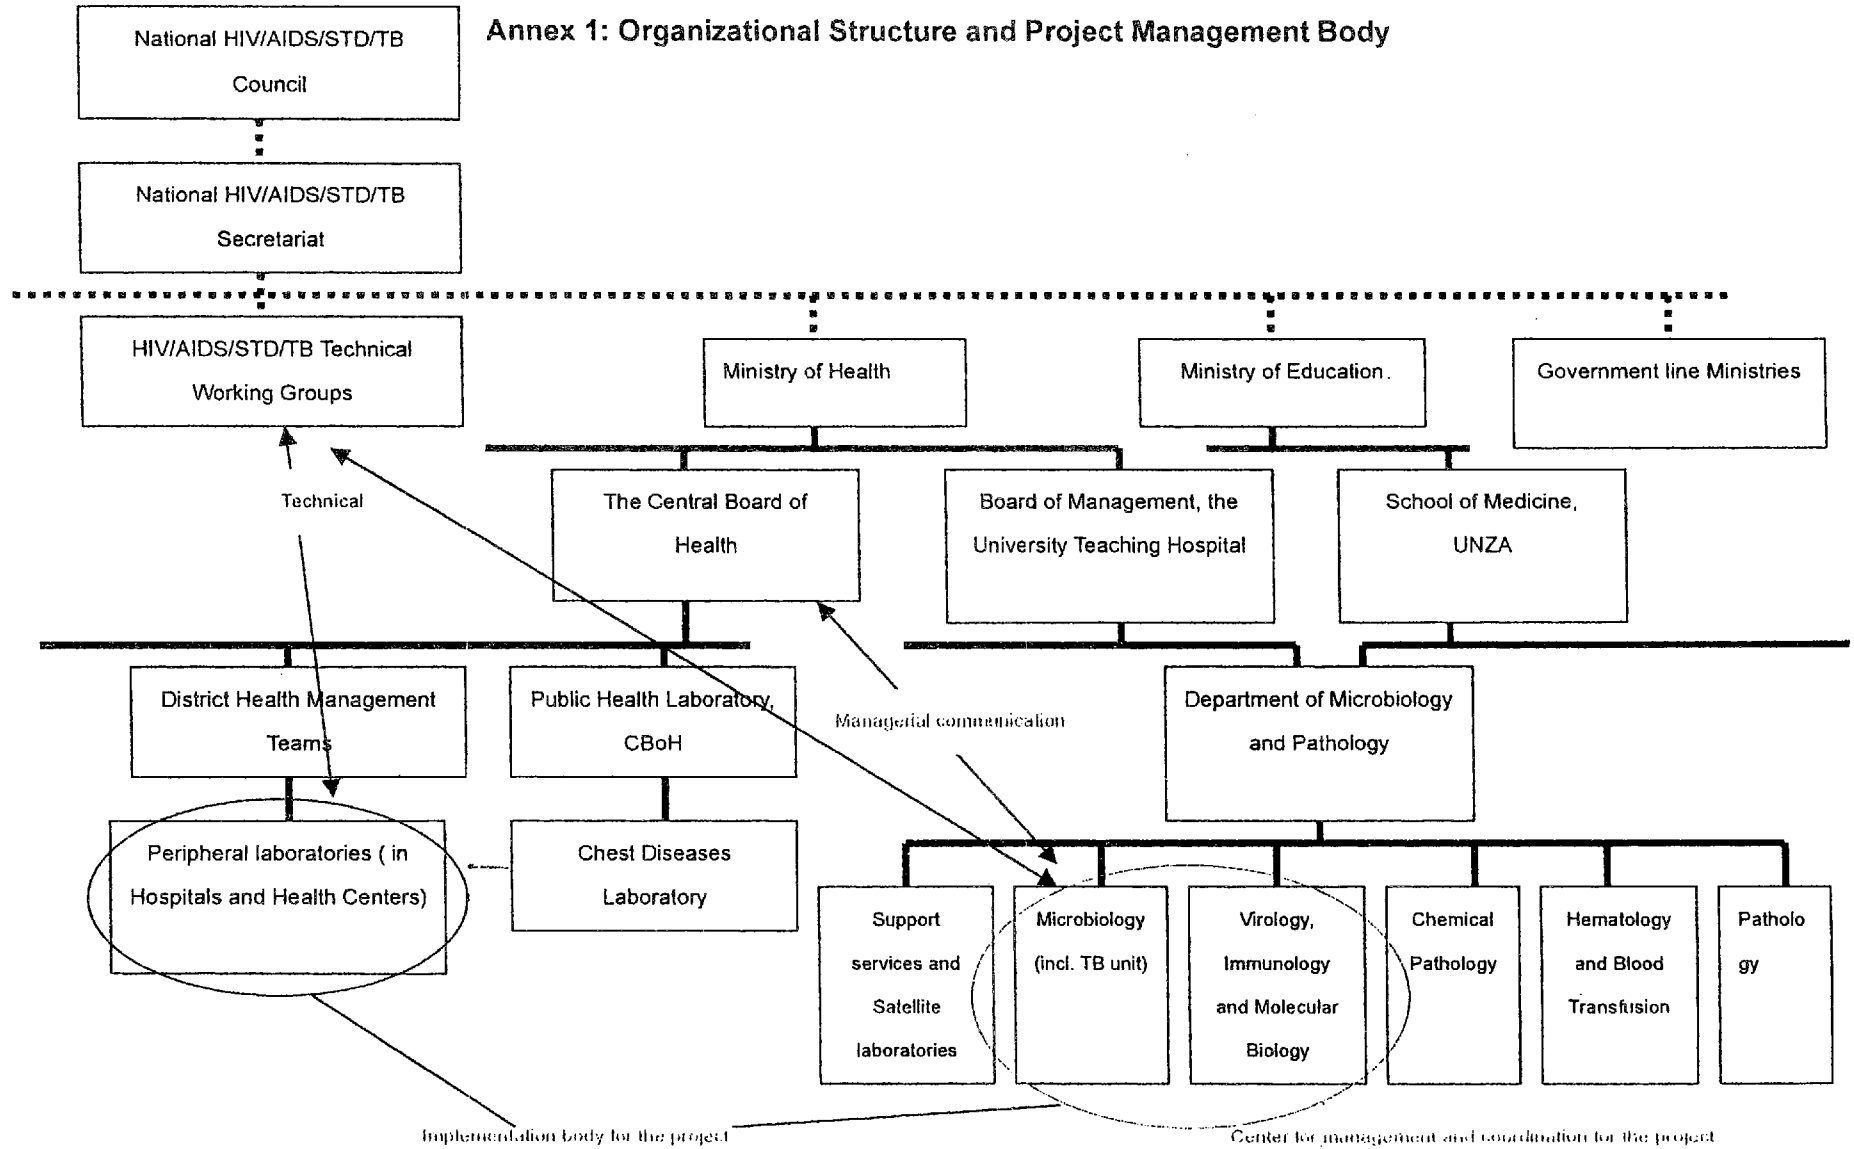 Annex 1: Organizational Structure and Project Management Body
National HIV/AIDS/STD/TB
Council
National HIV/AIDS/STD/TB
Secretariat
HIV/AIDS/STD/TB Technical
Working Groups
Ministry of Health
Ministry of Education.
Government line Ministries
Technical
The Central Board of
Health
Board of Management, the
University Teaching Hospital
School of Medicine,
UNZA
District Health Management
Teams
Public Health Laboratory,
CBoH
Managerial communication
Department of Microbiology
and Pathology
Peripheral laboratories ( in
Hospitals and Health Centers)
Chest Diseases
Laboratory
Support
services and
Satellite
laboratories
Microbiology
(incl. TB unit)
Virology,
Immunology
and Molecular
Biology
Chemical
Pathology
Hematology
and Blood
Transfusion
Patholo
gy
Implementation body for the project
Center for management and coordination for the project